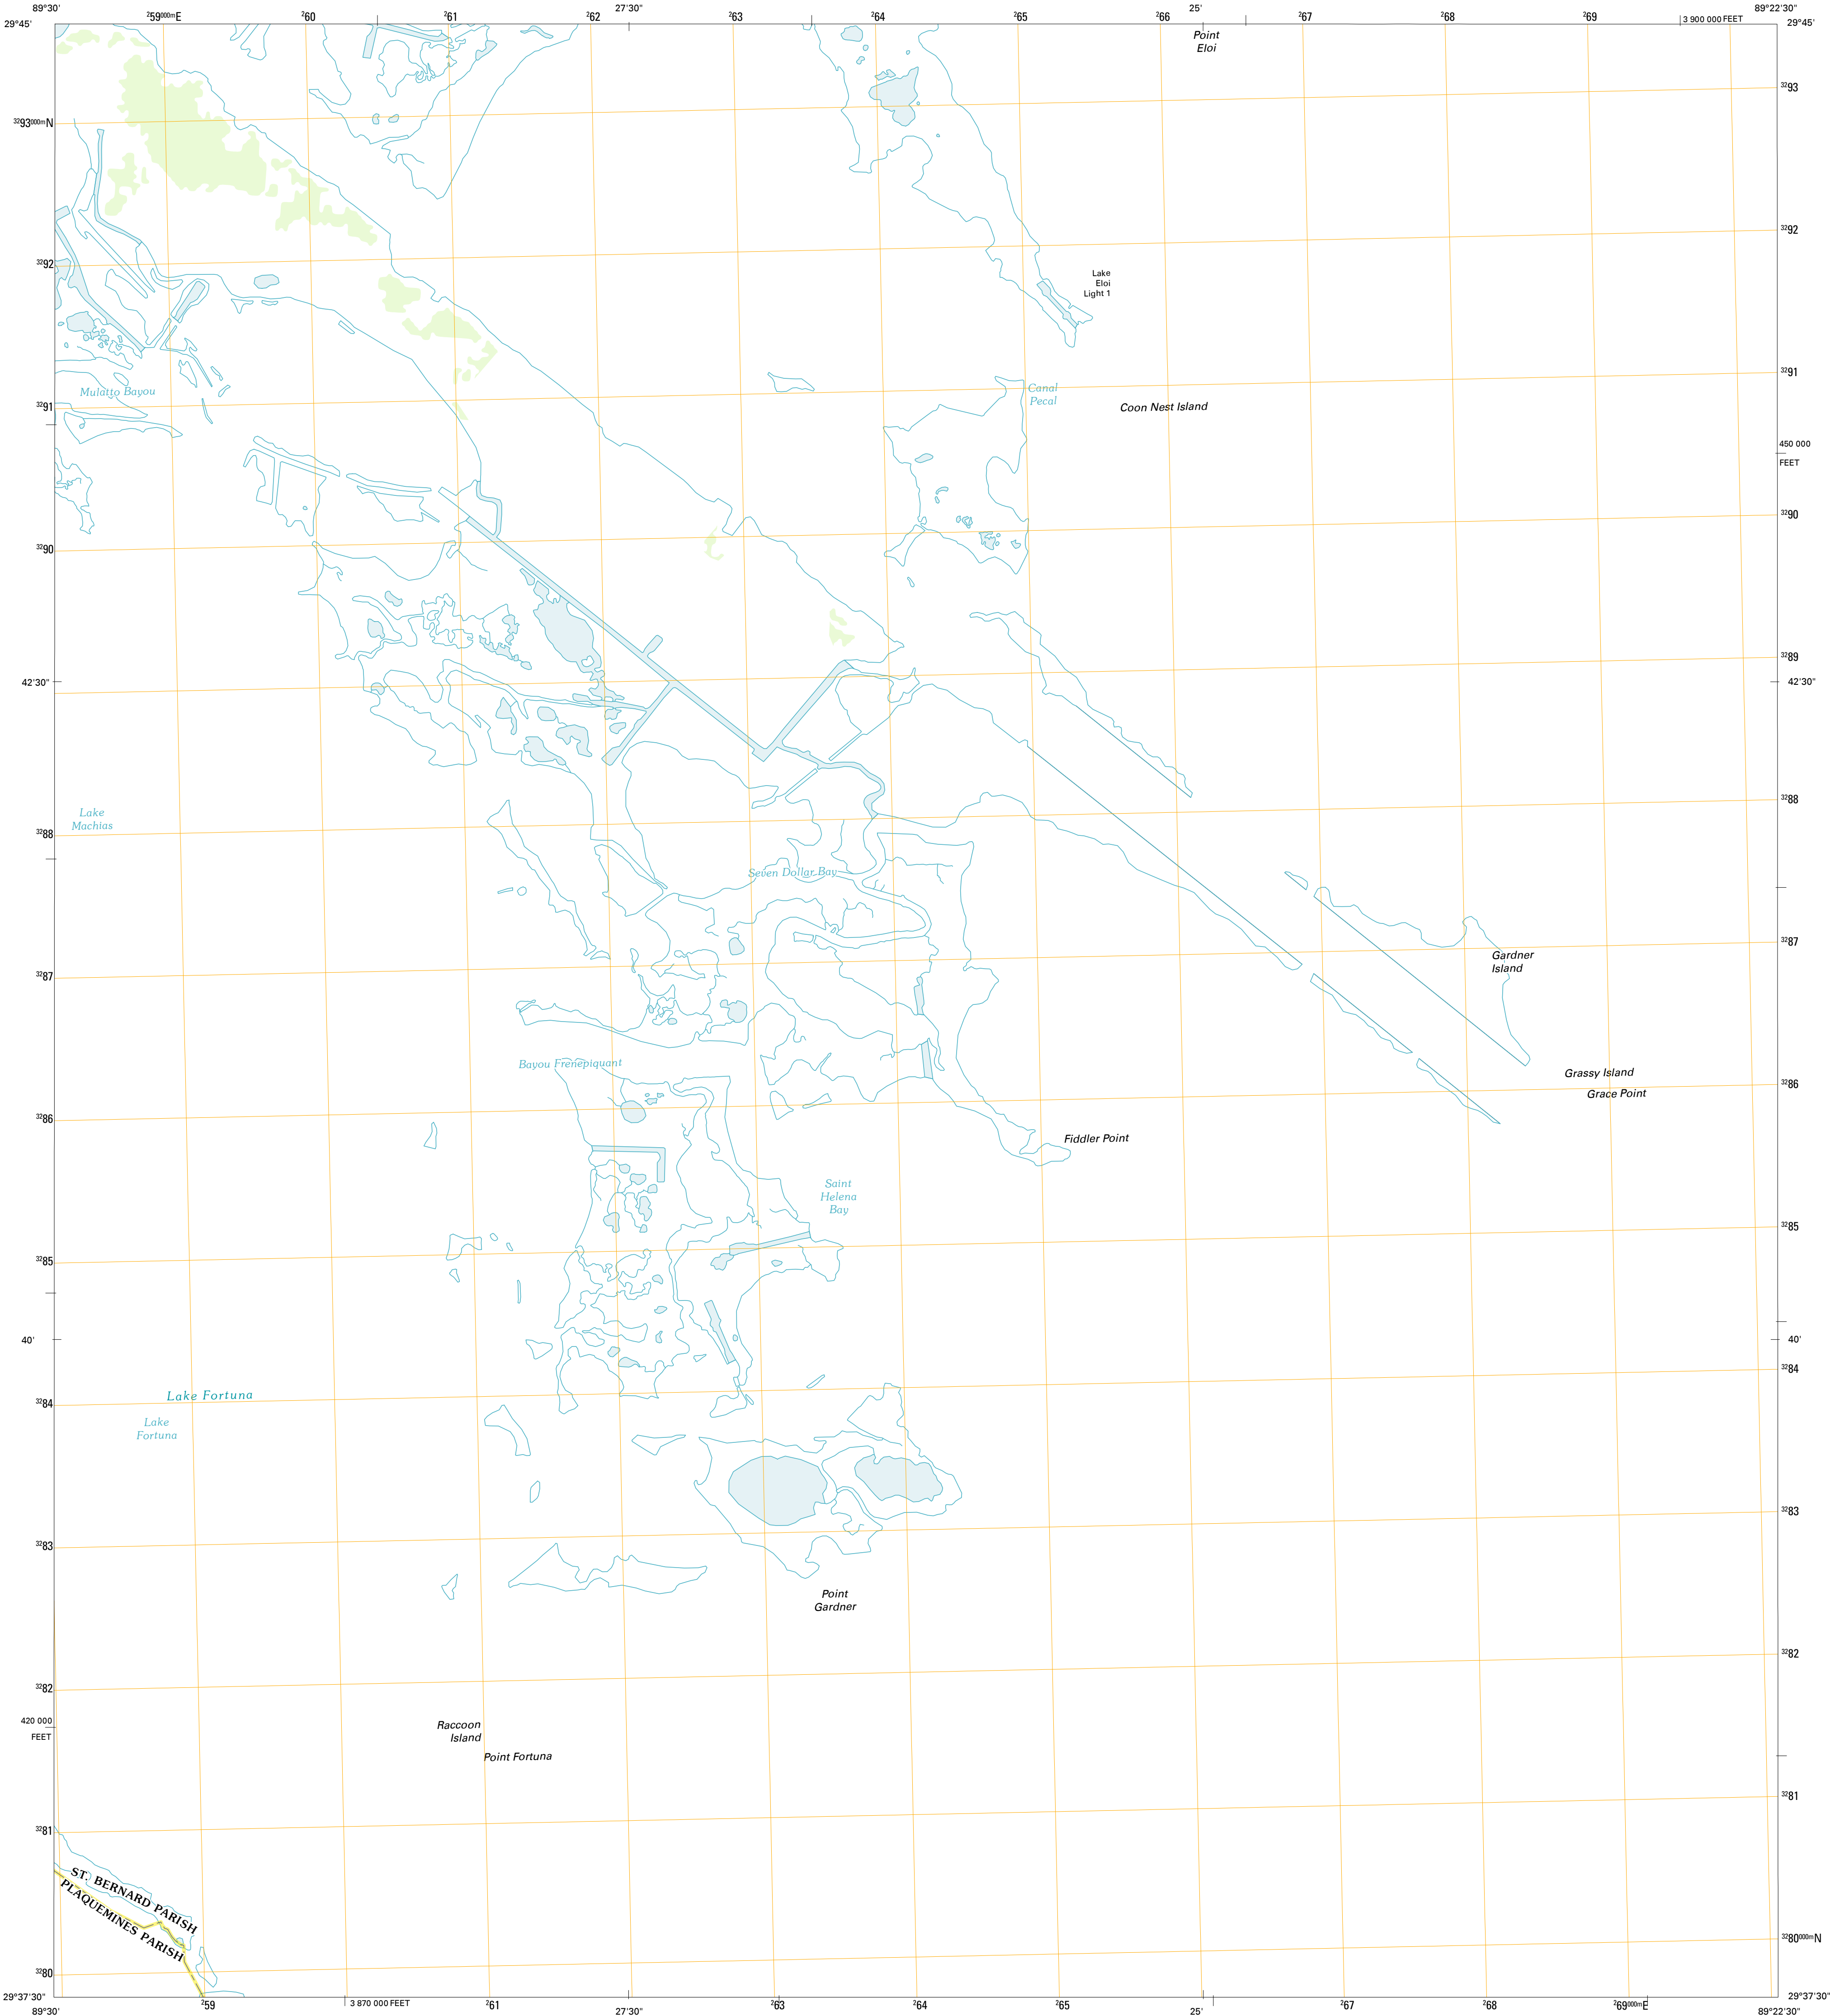 89°30' ²59⁰⁰⁰ᵐE ²60 ²61 ²62 27'30" ²63 ²64 ²65 ²66 25' ²67 ²68 ²69 3 900 000 FEET 89°22'30"
29°45' 29°45'
Point
Eloi
³²93
³²93⁰⁰⁰ᵐN
³²92
³²92
Lake
Eloi
Light 1
³²91
Mulatto Bayou
Canal
Pecal
Coon Nest Island
³²91
450 000
FEET
³²90
³²90
³²89
42'30" 42'30"
³²88
Lake
Machias
³²88
Seven Dollar Bay
³²87
Gardner
Island
³²87
Bayou Frenepiquant
Grassy Island
³²86
Grace Point
³²86
Fiddler Point
Saint
Helena
Bay
³²85
³²85
40' 40'
³²84
Lake Fortuna
³²84
Lake
Fortuna
³²83
³²83
Point
Gardner
³²82
³²82
420 000
FEET
Raccoon
Island
Point Fortuna
³²81
³²81
ST. BERNARD PARISH
PLAQUEMINES PARISH
³²80⁰⁰⁰ᵐN
³²80
29°37'30" 29°37'30"
89°30' ²59 3 870 000 FEET ²61 27'30" ²63 ²64 ²65 25' ²67 ²68 ²69⁰⁰⁰ᵐE 89°22'30"